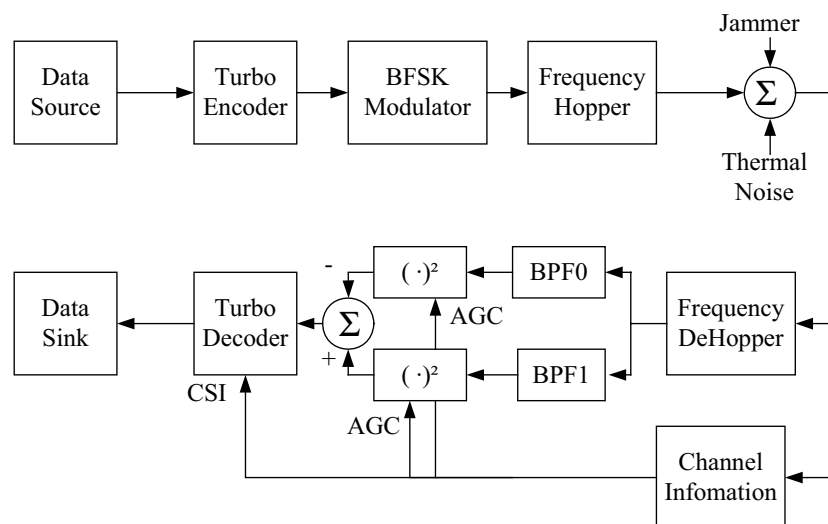 Jammer
Data
Source
Turbo
Encoder
BFSK
Modulator
Frequency
Hopper
Σ
Thermal
Noise
Data
Sink
Turbo
Decoder
-
Σ
+
( ·)²
BPF0
AGC
( ·)²
BPF1
Frequency
DeHopper
CSI
AGC
Channel
Infomation